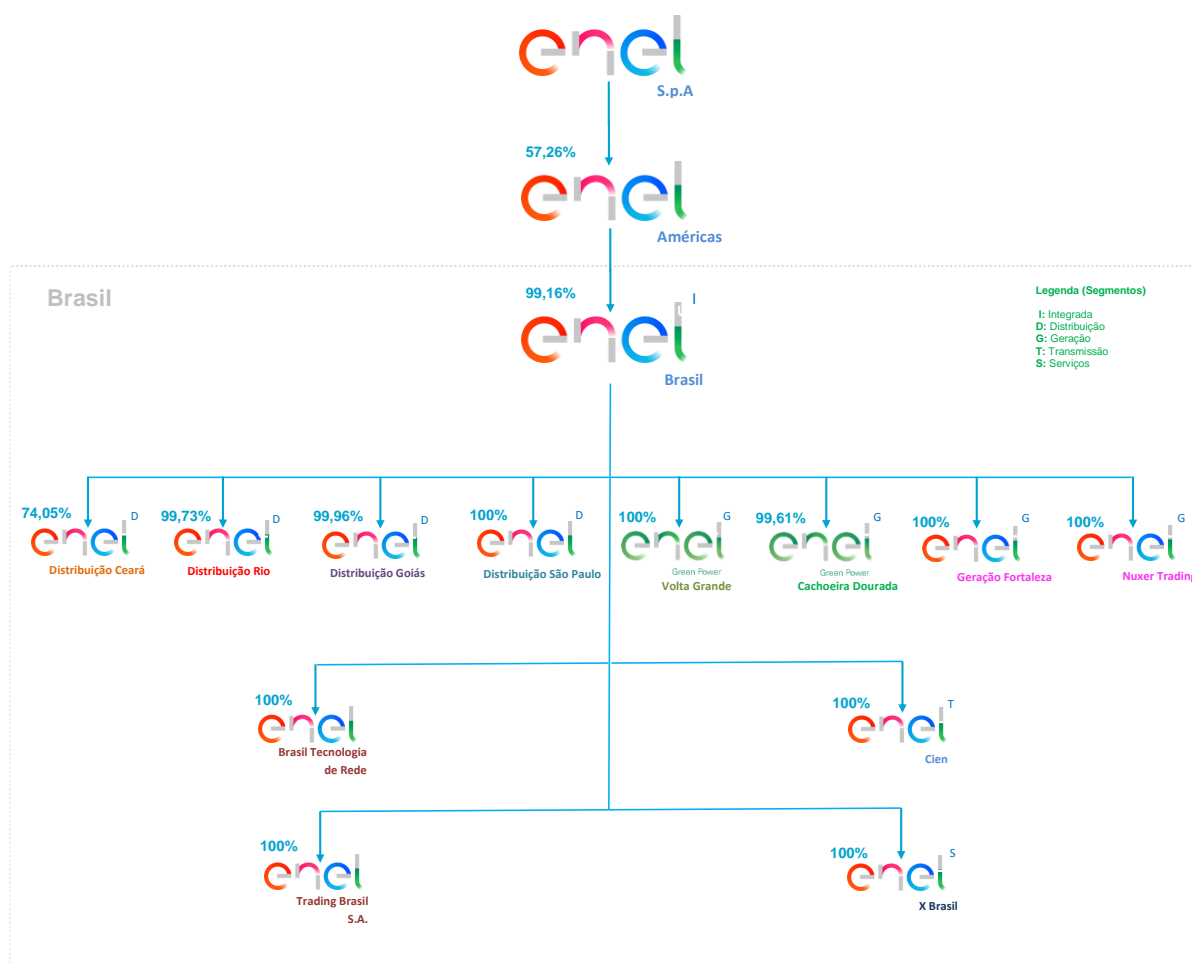 enel
S.p.A
57,26%
enel
Américas
Brasil
99,16%
I
enel
Brasil
Legenda (Segmentos)
I: Integrada
D: Distribuição
G: Geração
T: Transmissão
S: Serviços
74,05%
D
enel
Distribuição Ceará
99,73%
D
enel
Distribuição Rio
99,96%
D
enel
Distribuição Goiás
100%
D
enel
Distribuição São Paulo
100%
G
enel
Green Power
Volta Grande
99,61%
G
enel
Green Power
Cachoeira Dourada
100%
G
enel
Geração Fortaleza
100%
G
enel
Nuxer Trading
100%
enel
Brasil Tecnologia
de Rede
100%
T
enel
Cien
100%
enel
Trading Brasil
S.A.
100%
S
enel
X Brasil